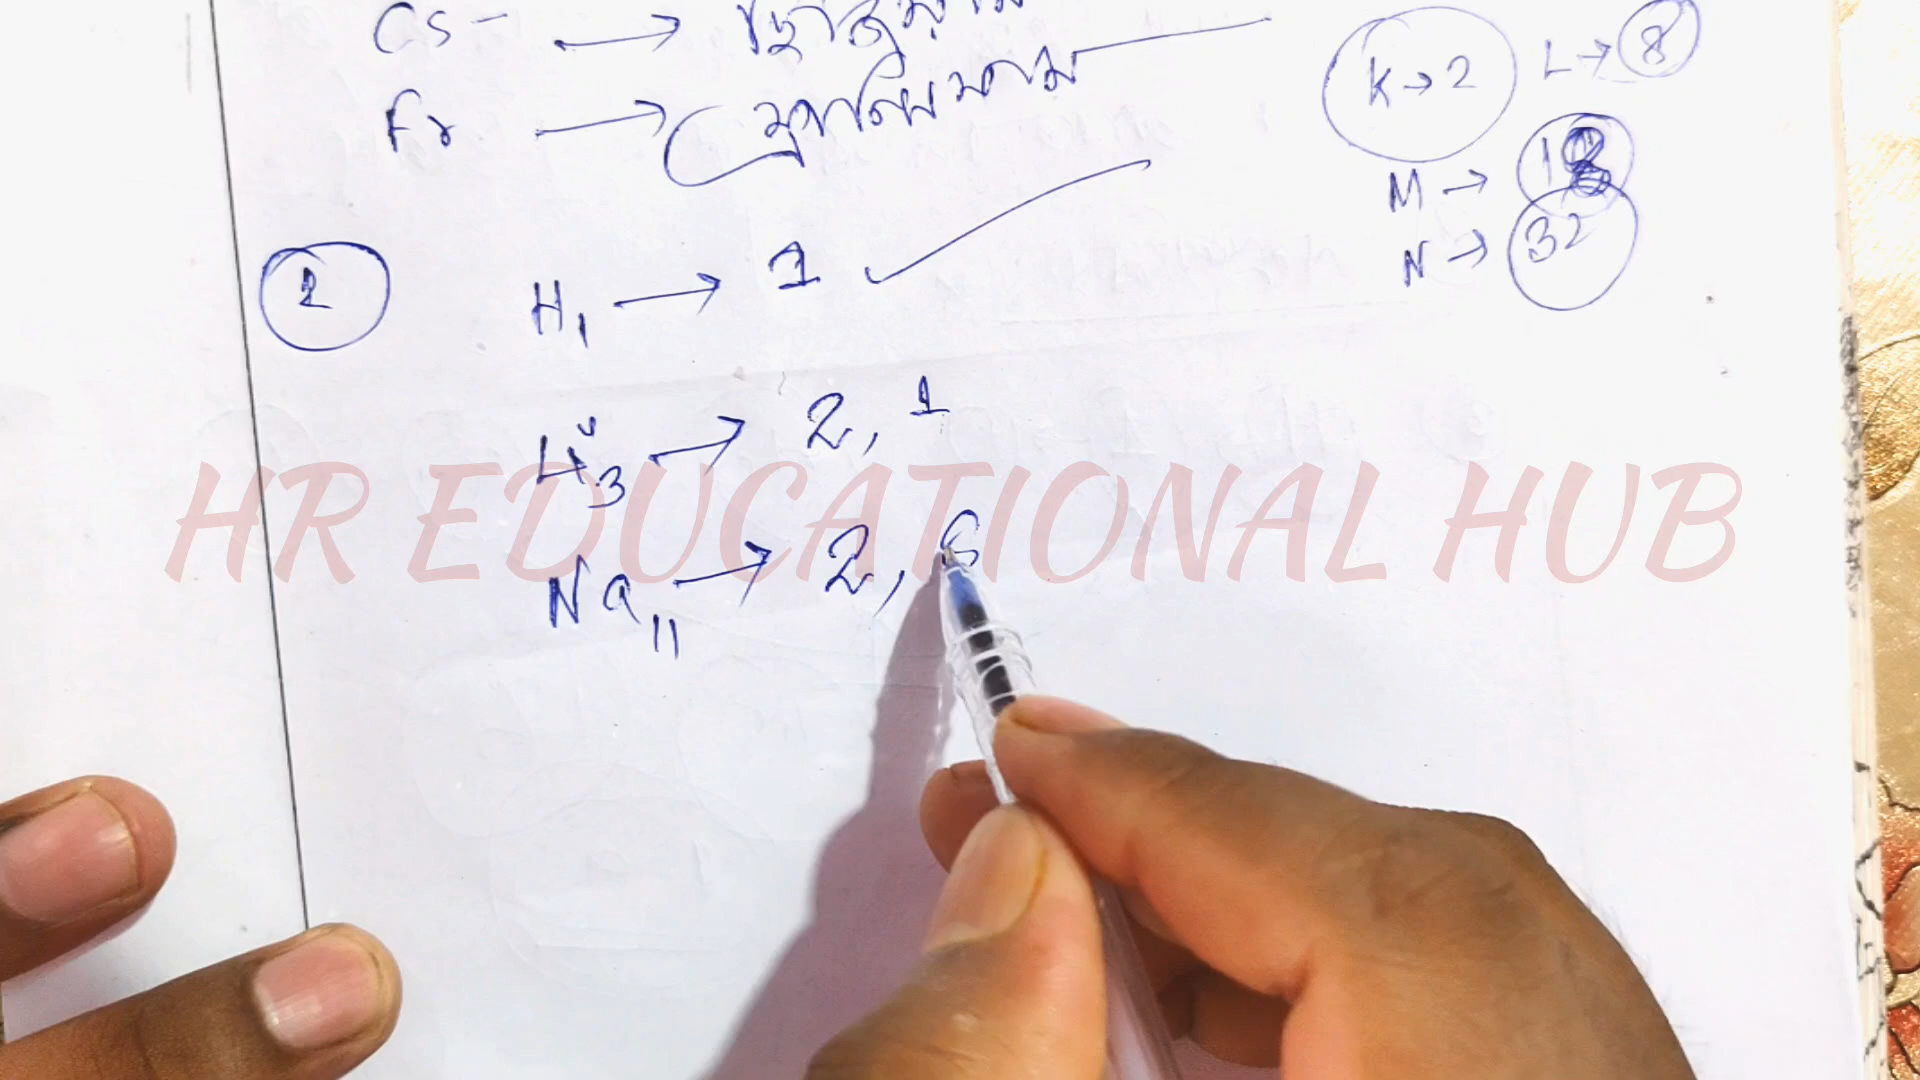 Cs → ছিজিয়াম
Fr → ফ্রান্সিয়াম
K → 2 L → 8
M → 18
N → 32
2 H₁ → 1
Li₃ → 2, 1
HR EDUCATIONAL HUB
Na₁₁ → 2, 8